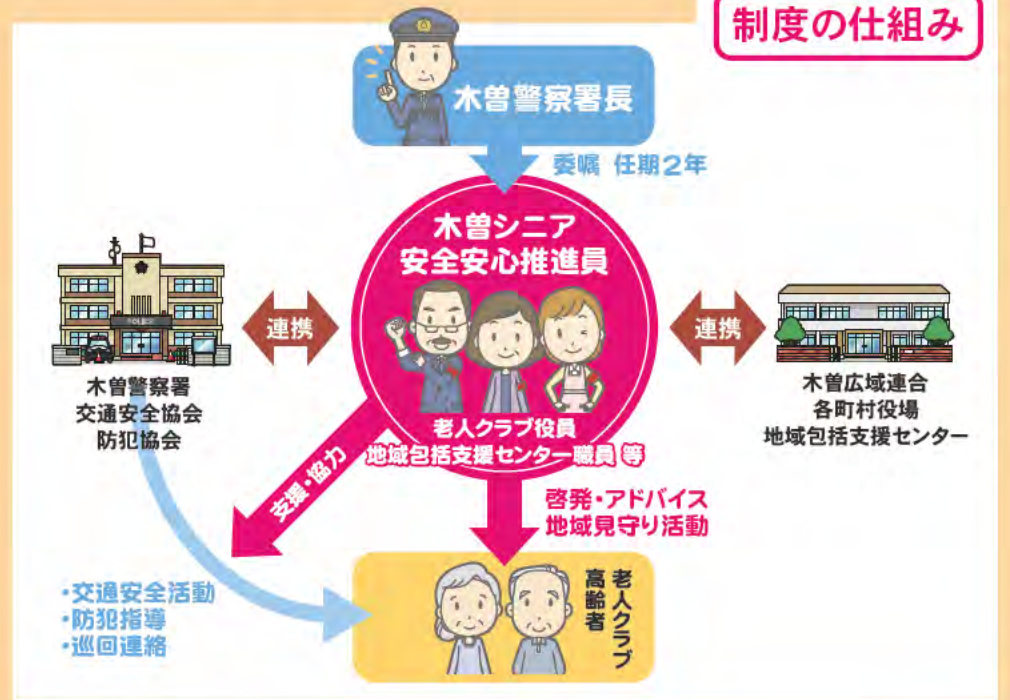 制度の仕組み
木曽警察署長
委嘱 任期2年
木曽シニア
安全安心推進員
連携
連携
木曽警察署
交通安全協会
防犯協会
木曽広域連合
各町村役場
地域包括支援センター
老人クラブ役員
地域包括支援センター職員 等
支援・協力
啓発・アドバイス
地域見守り活動
・交通安全活動
・防犯指導
・巡回連絡
老人クラブ
高齢者